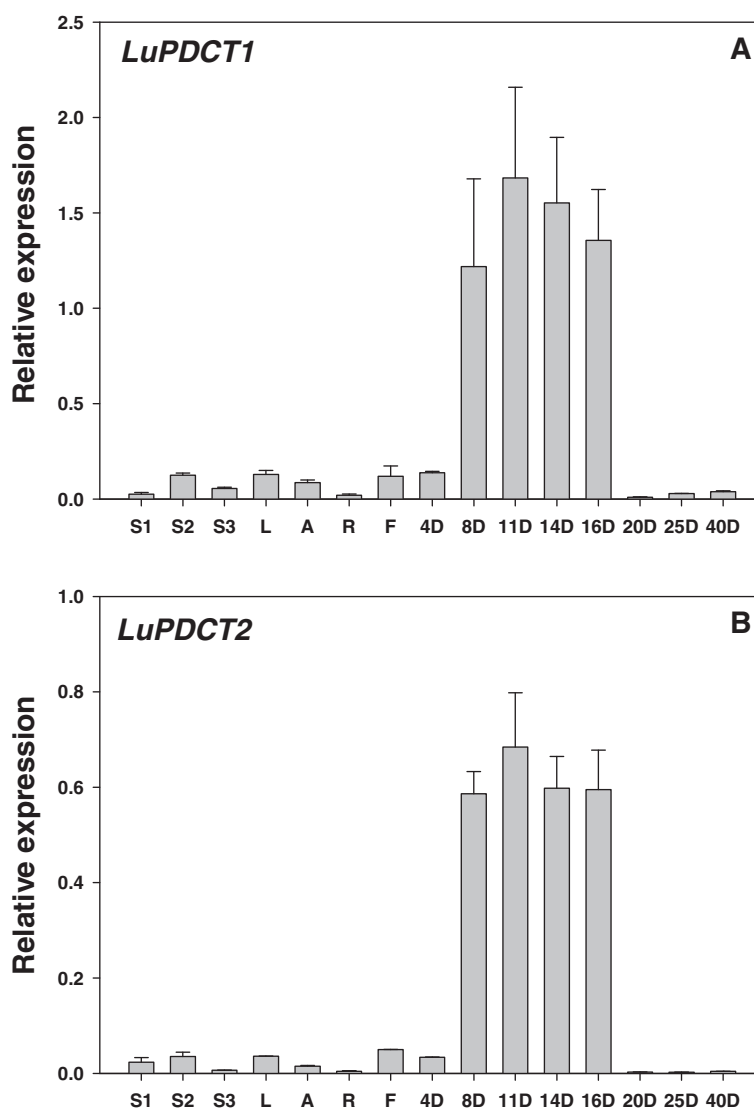 LuPDCT1
A
Relative expression
2.5
2.0
1.5
1.0
0.5
0.0
S1 S2 S3 L A R F 4D 8D 11D 14D 16D 20D 25D 40D
LuPDCT2
B
Relative expression
1.0
0.8
0.6
0.4
0.2
0.0
S1 S2 S3 L A R F 4D 8D 11D 14D 16D 20D 25D 40D